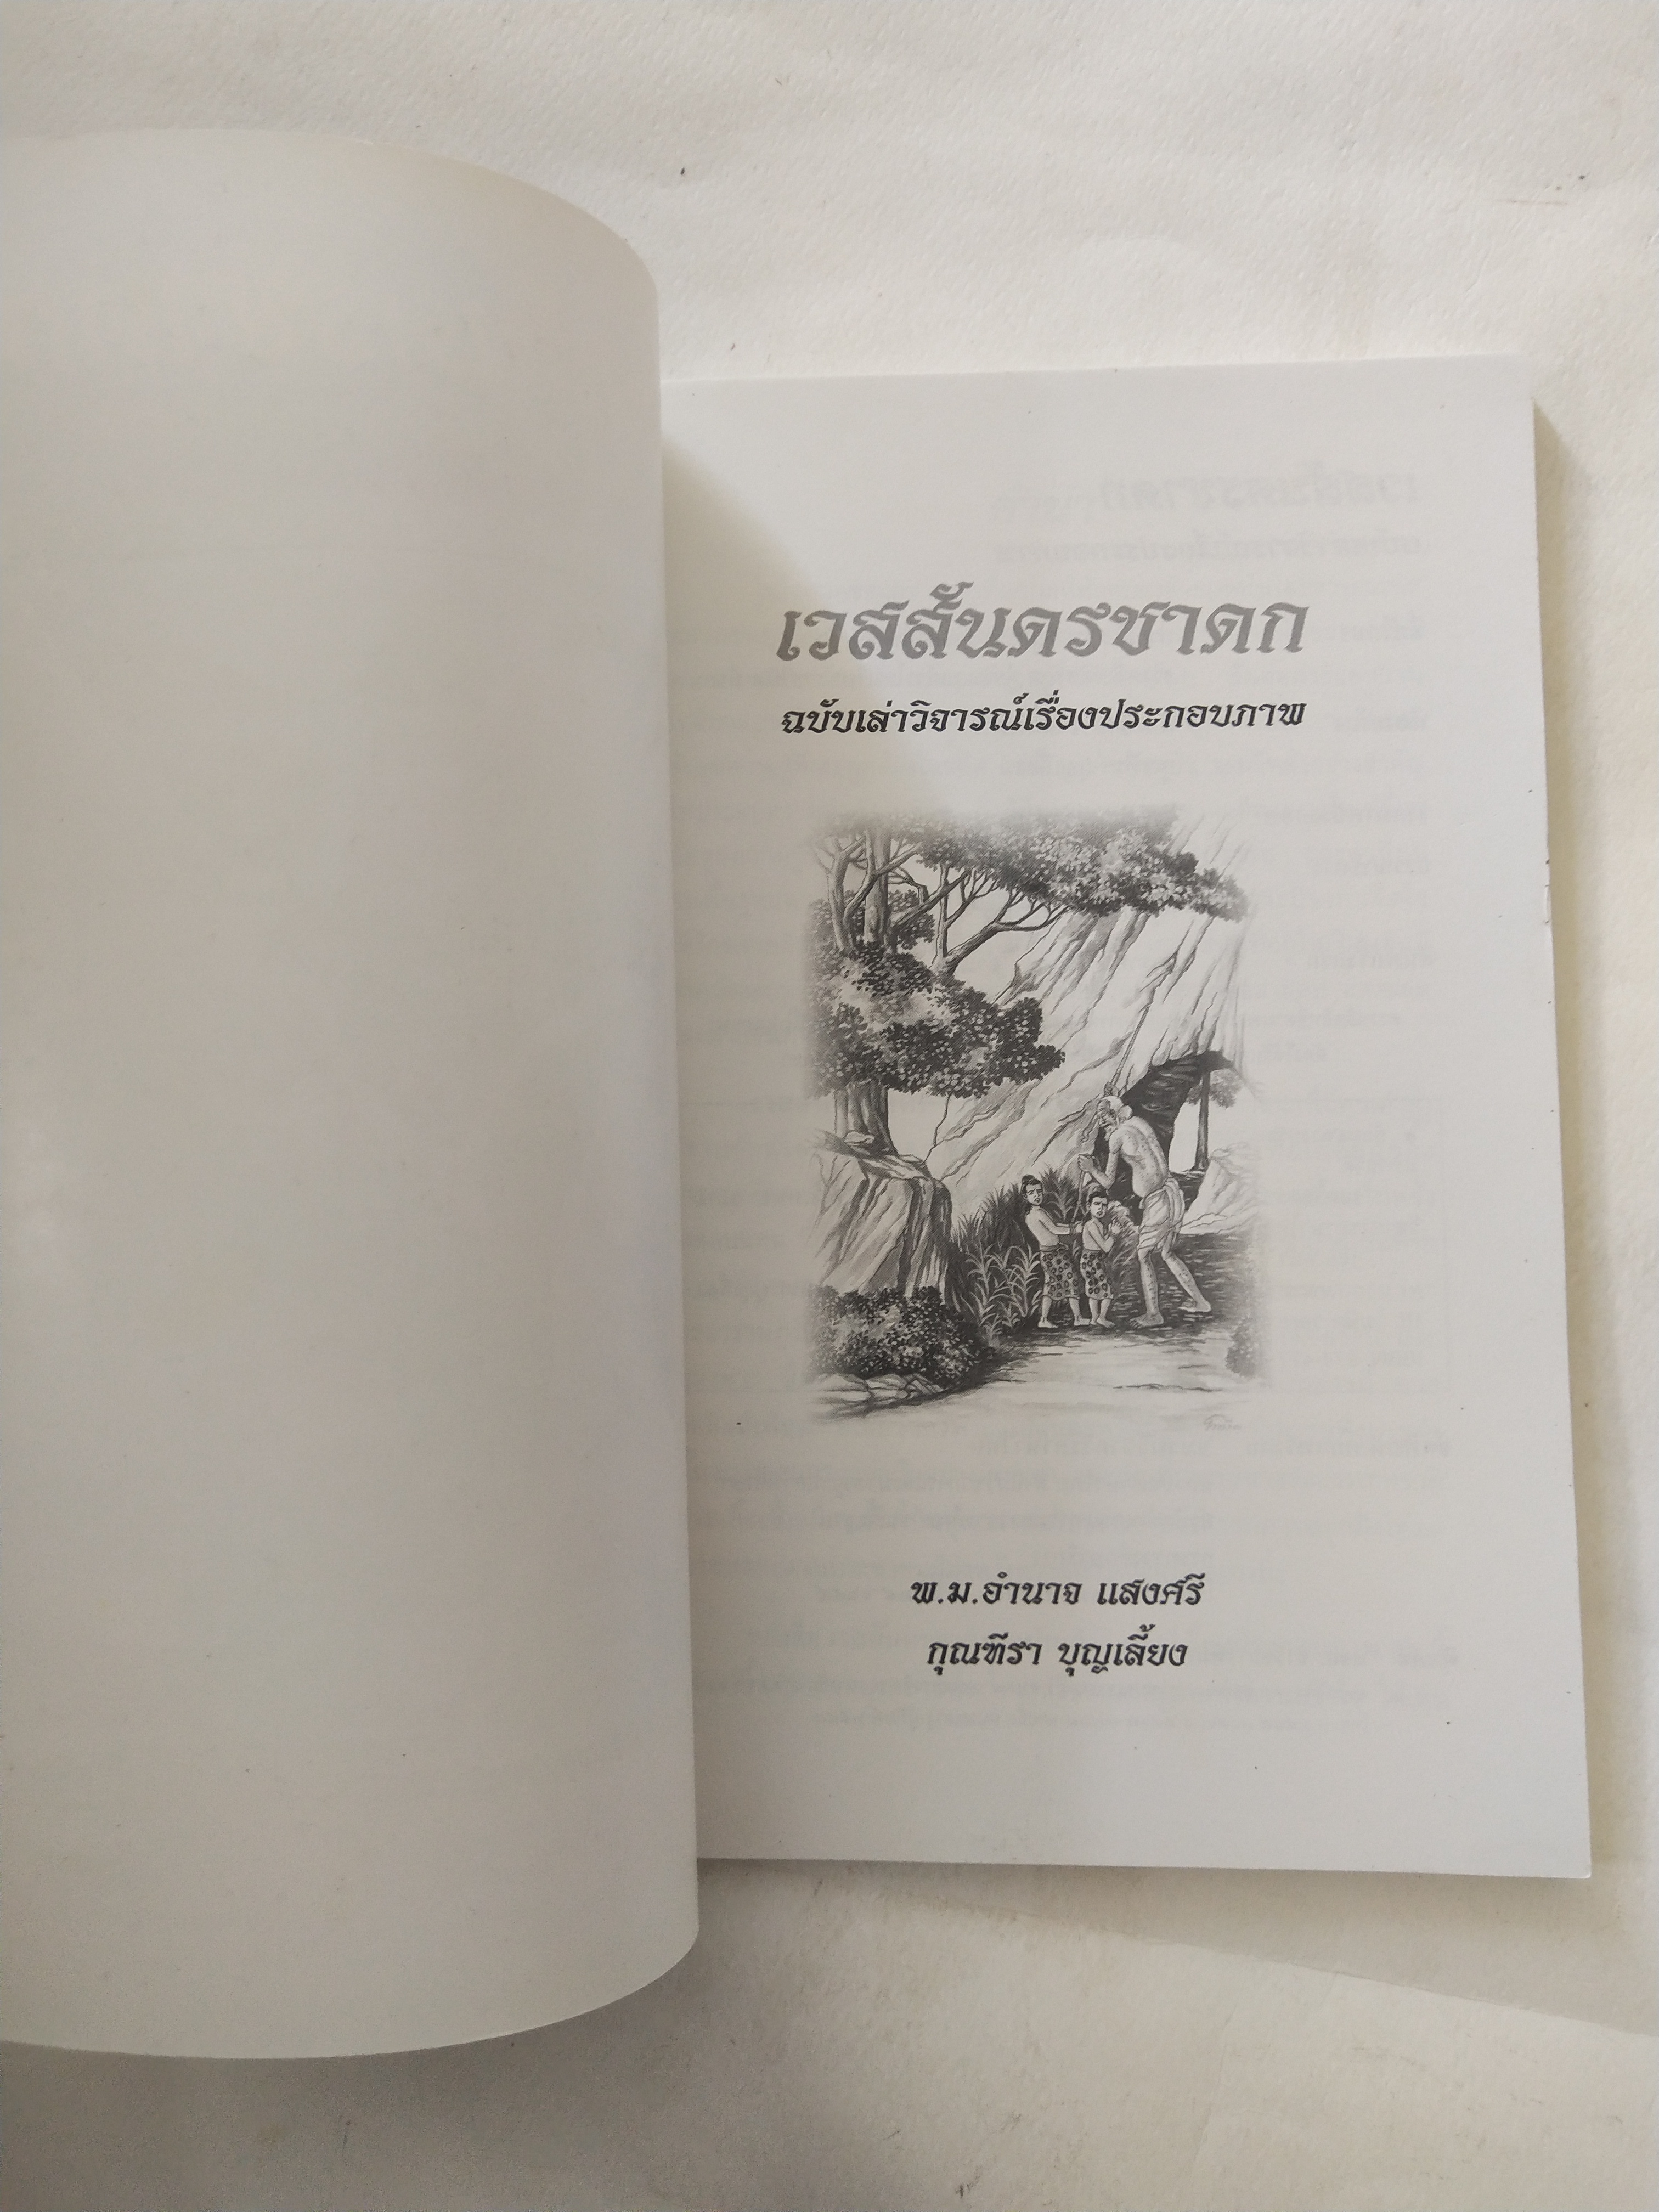 เวสสันดรชาดก
ฉบับเล่าวิจารณ์เรื่องประกอบภาพ
พ.ม.อำนาจ แสงศรี
กุณฑีรา บุญเลี้ยง